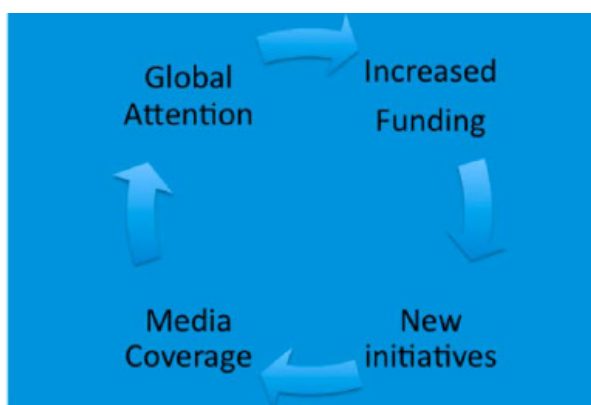 Global
Attention
Increased
Funding
New
initiatives
Media
Coverage